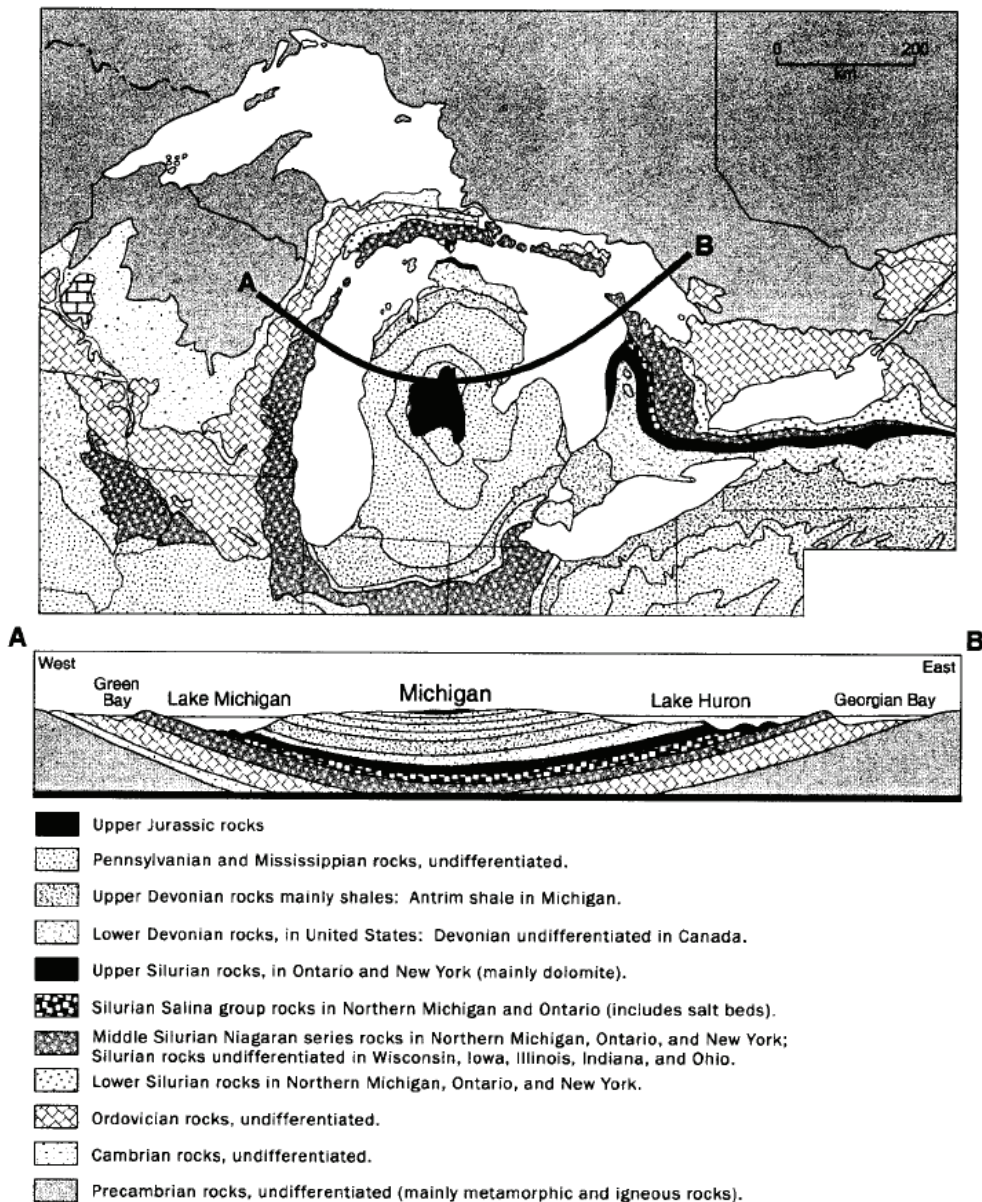 0 200
km
A B
A B
West East
Green
Bay
Lake Michigan
Michigan
Lake Huron
Georgian Bay
Upper Jurassic rocks
Pennsylvanian and Mississippian rocks, undifferentiated.
Upper Devonian rocks mainly shales: Antrim shale in Michigan.
Lower Devonian rocks, in United States: Devonian undifferentiated in Canada.
Upper Silurian rocks, in Ontario and New York (mainly dolomite).
Silurian Salina group rocks in Northern Michigan and Ontario (includes salt beds).
Middle Silurian Niagaran series rocks in Northern Michigan, Ontario, and New York;
Silurian rocks undifferentiated in Wisconsin, Iowa, Illinois, Indiana, and Ohio.
Lower Silurian rocks in Northern Michigan, Ontario, and New York.
Ordovician rocks, undifferentiated.
Cambrian rocks, undifferentiated.
Precambrian rocks, undifferentiated (mainly metamorphic and igneous rocks).